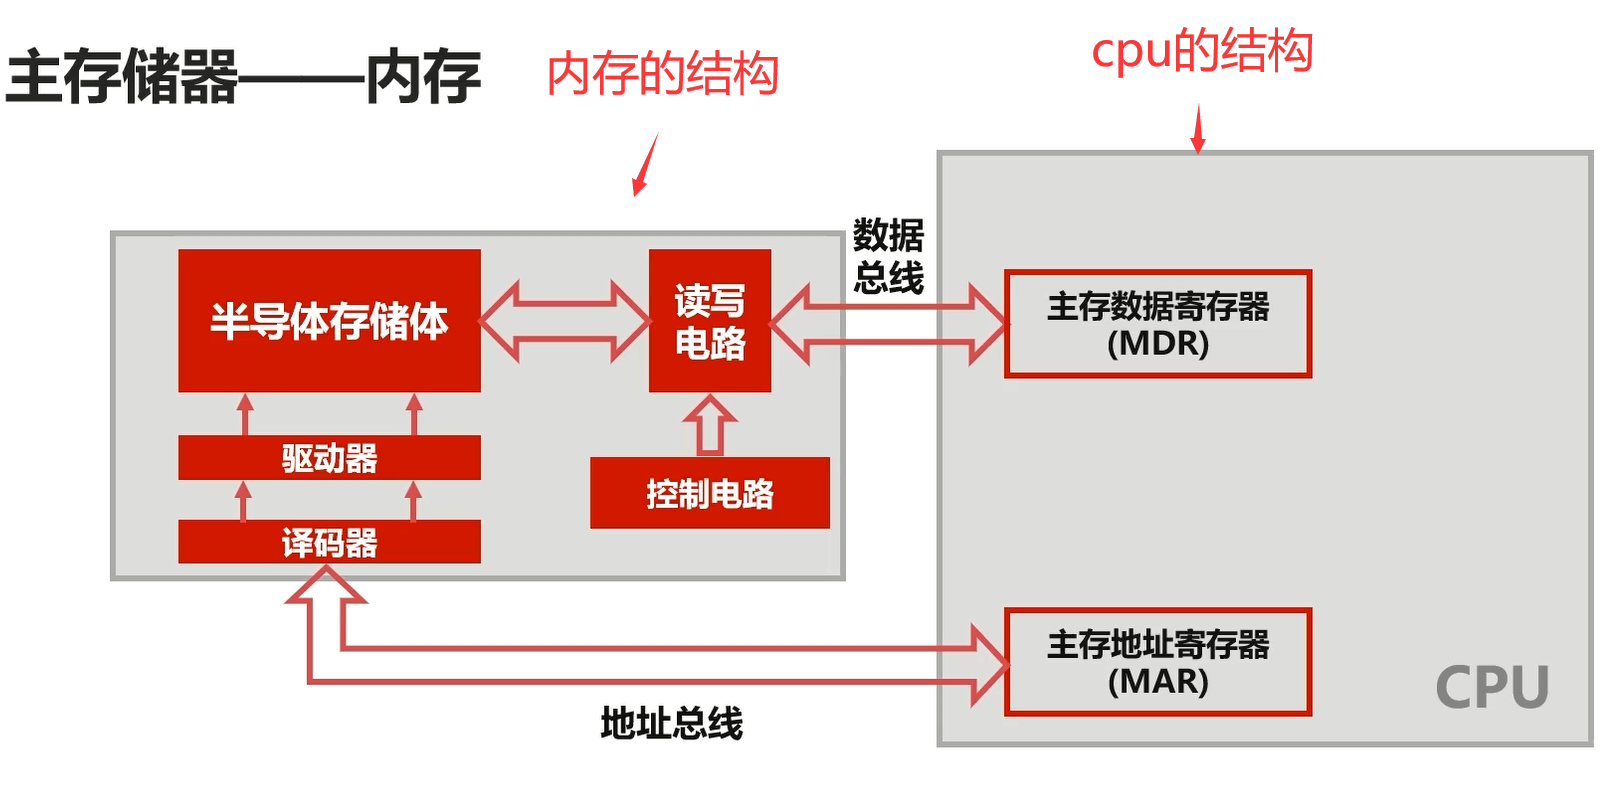 主存储器——内存
内存的结构
cpu的结构
数据
总线
半导体存储体
读写
电路
主存数据寄存器
(MDR)
驱动器
控制电路
译码器
主存地址寄存器
(MAR)
CPU
地址总线